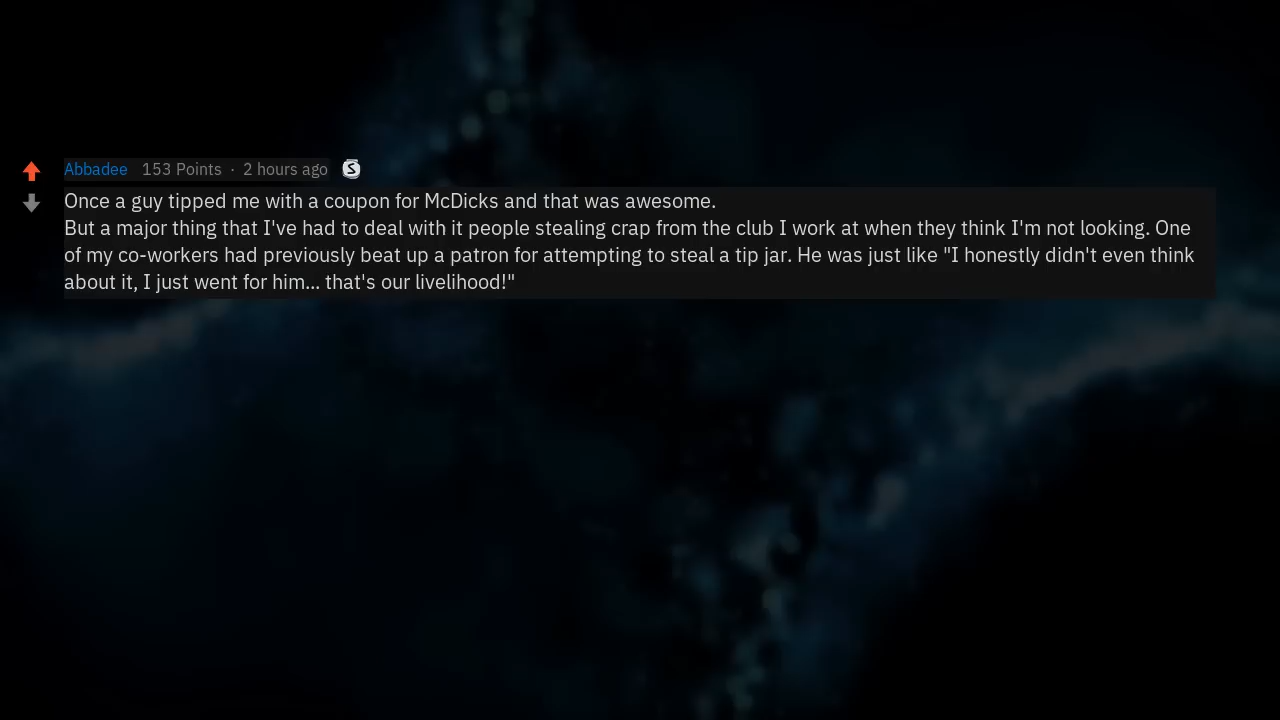 Abbadee 153 Points · 2 hours ago S
Once a guy tipped me with a coupon for McDicks and that was awesome.
But a major thing that I've had to deal with it people stealing crap from the club I work at when they think I'm not looking. One
of my co-workers had previously beat up a patron for attempting to steal a tip jar. He was just like "I honestly didn't even think
about it, I just went for him... that's our livelihood!"